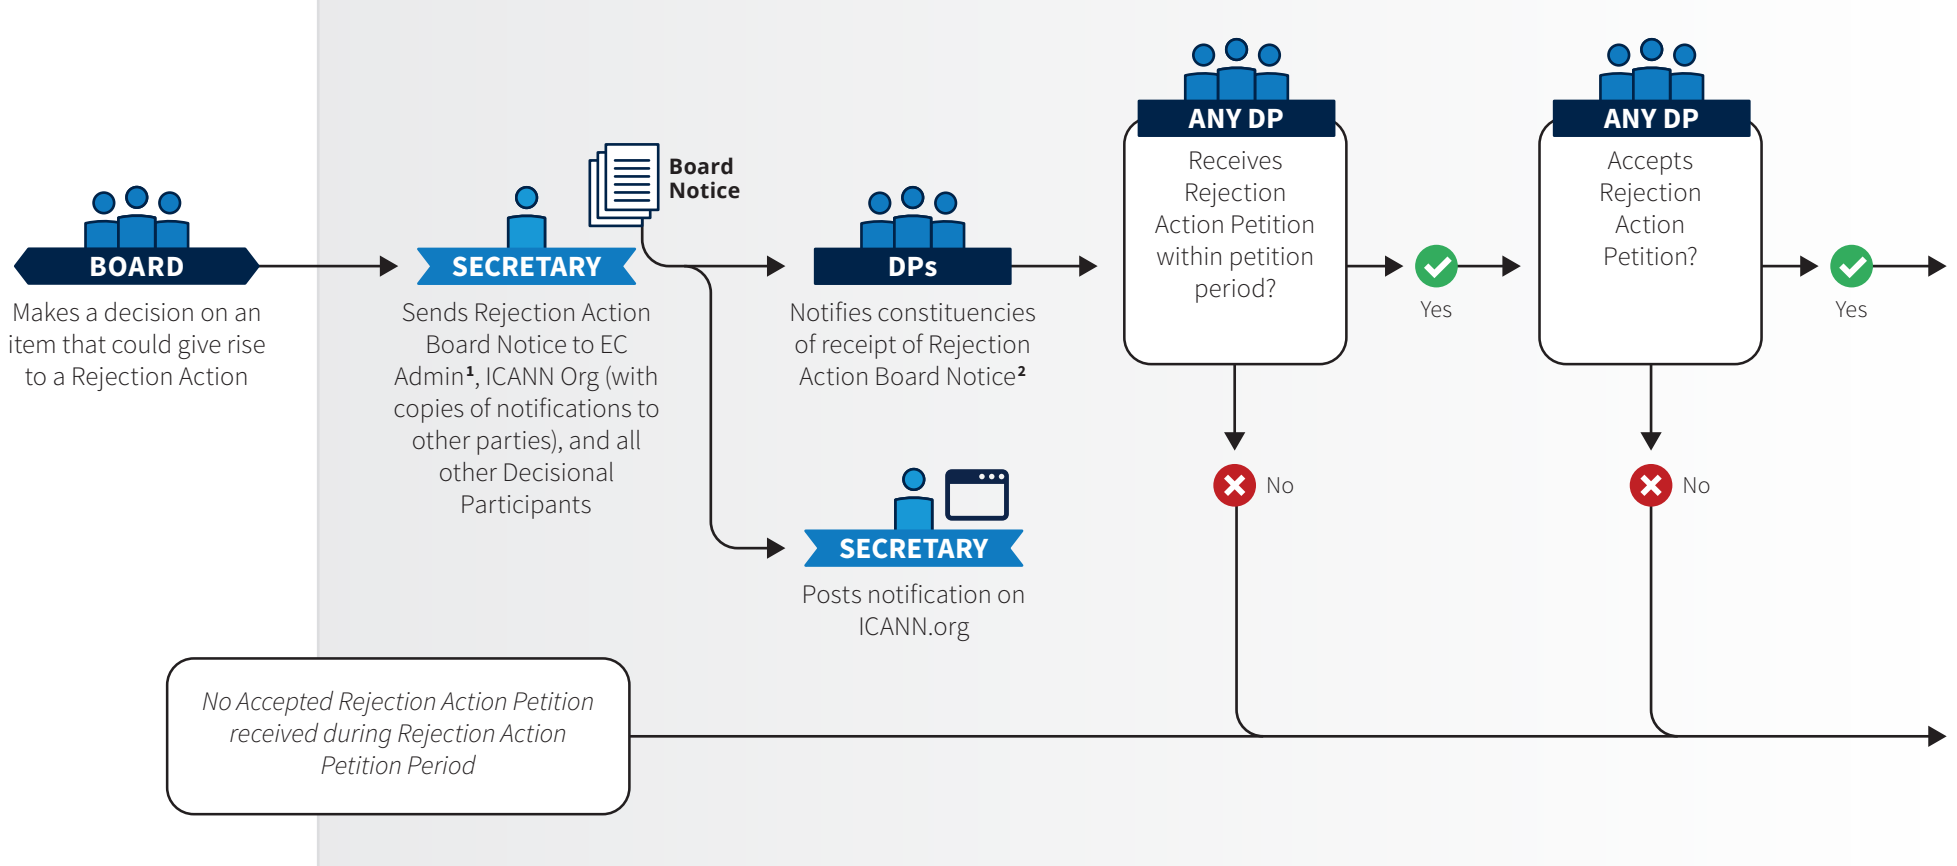 BOARD
Makes a decision on an
item that could give rise
to a Rejection Action
Board
Notice
SECRETARY
Sends Rejection Action
Board Notice to EC
Admin¹, ICANN Org (with
copies of notifications to
other parties), and all
other Decisional
Participants
DPs
Notifies constituencies
of receipt of Rejection
Action Board Notice²
SECRETARY
Posts notification on
ICANN.org
ANY DP
Receives
Rejection
Action Petition
within petition
period?
Yes
No
ANY DP
Accepts
Rejection
Action
Petition?
Yes
No
No Accepted Rejection Action Petition
received during Rejection Action
Petition Period